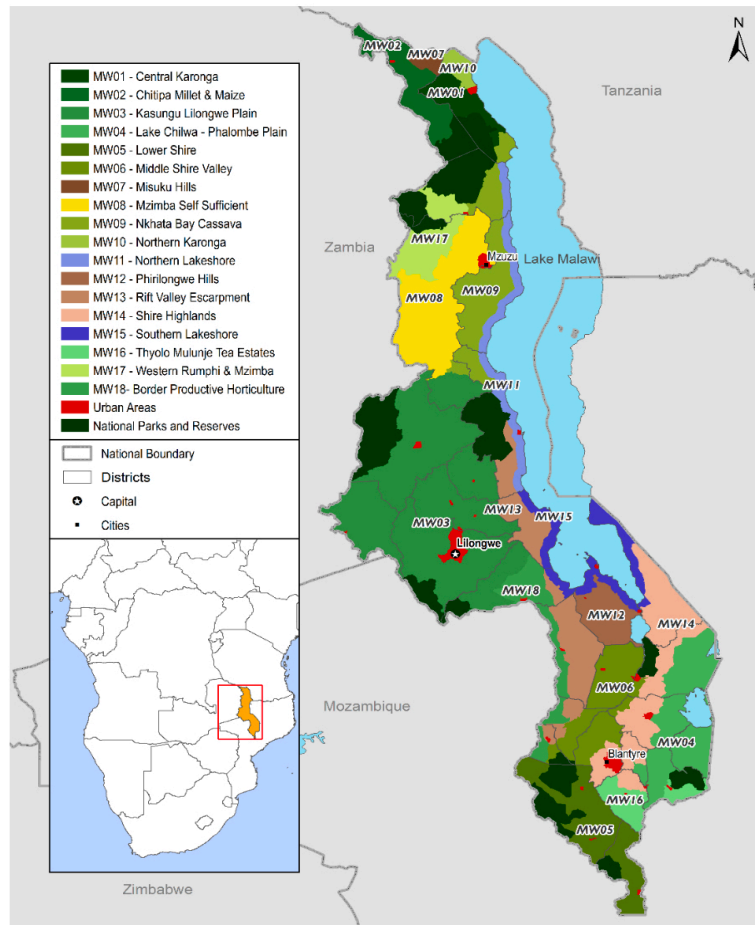 N
MW01 - Central Karonga
MW02 - Chitipa Millet & Maize
MW03 - Kasungu Lilongwe Plain
MW04 - Lake Chilwa - Phalombe Plain
MW05 - Lower Shire
MW06 - Middle Shire Valley
MW07 - Misuku Hills
MW08 - Mzimba Self Sufficient
MW09 - Nkhata Bay Cassava
MW10 - Northern Karonga
MW11 - Northern Lakeshore
MW12 - Phirilongwe Hills
MW13 - Rift Valley Escarpment
MW14 - Shire Highlands
MW15 - Southern Lakeshore
MW16 - Thyolo Mulunje Tea Estates
MW17 - Western Rumphi & Mzimba
MW18- Border Productive Horticulture
Urban Areas
National Parks and Reserves
National Boundary
Districts
Capital
Cities
MW02
MW07
MW10
MW01
Tanzania
Zambia
MW17
Mzuzu
Lake Malawi
MW08
MW09
MW11
MW03
MW13
MW15
Lilongwe
MW18
MW12
MW14
MW06
Mozambique
MW04
Blantyre
MW16
MW05
Zimbabwe